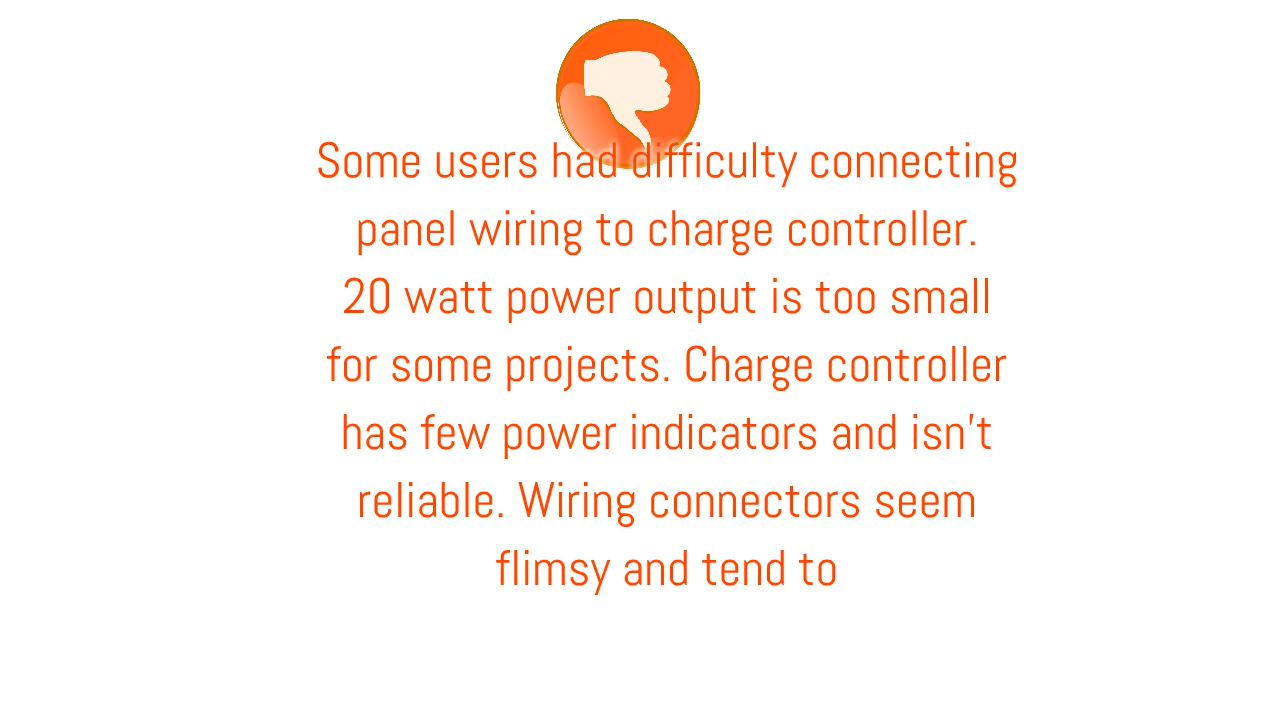 Some users had difficulty connecting
panel wiring to charge controller.
20 watt power output is too small
for some projects. Charge controller
has few power indicators and isn't
reliable. Wiring connectors seem
flimsy and tend to